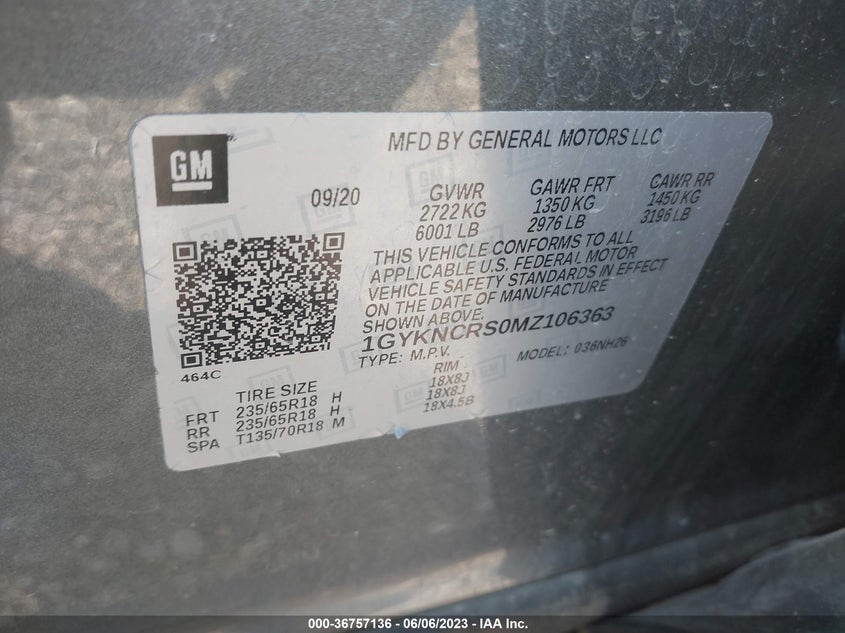 GM
MFD BY GENERAL MOTORS LLC
09/20
GVWR
2722 KG
6001 LB
GAWR FRT
1350 KG
2976 LB
GAWR RR
1450 KG
3196 LB
THIS VEHICLE CONFORMS TO ALL
APPLICABLE U.S. FEDERAL MOTOR
VEHICLE SAFETY STANDARDS IN EFFECT
ON THE DATE OF MANUFACTURE
SHOWN ABOVE.
1GYKNCRS0MZ106363
TYPE: M.P.V.
MODEL: 036NH26
464C
TIRE SIZE
RIM
FRT 235/65R18 H 18X8J
RR 235/65R18 H 18X8J
SPA T135/70R18 M 18X4.5B
000-36757136 - 06/06/2023 - IAA Inc.